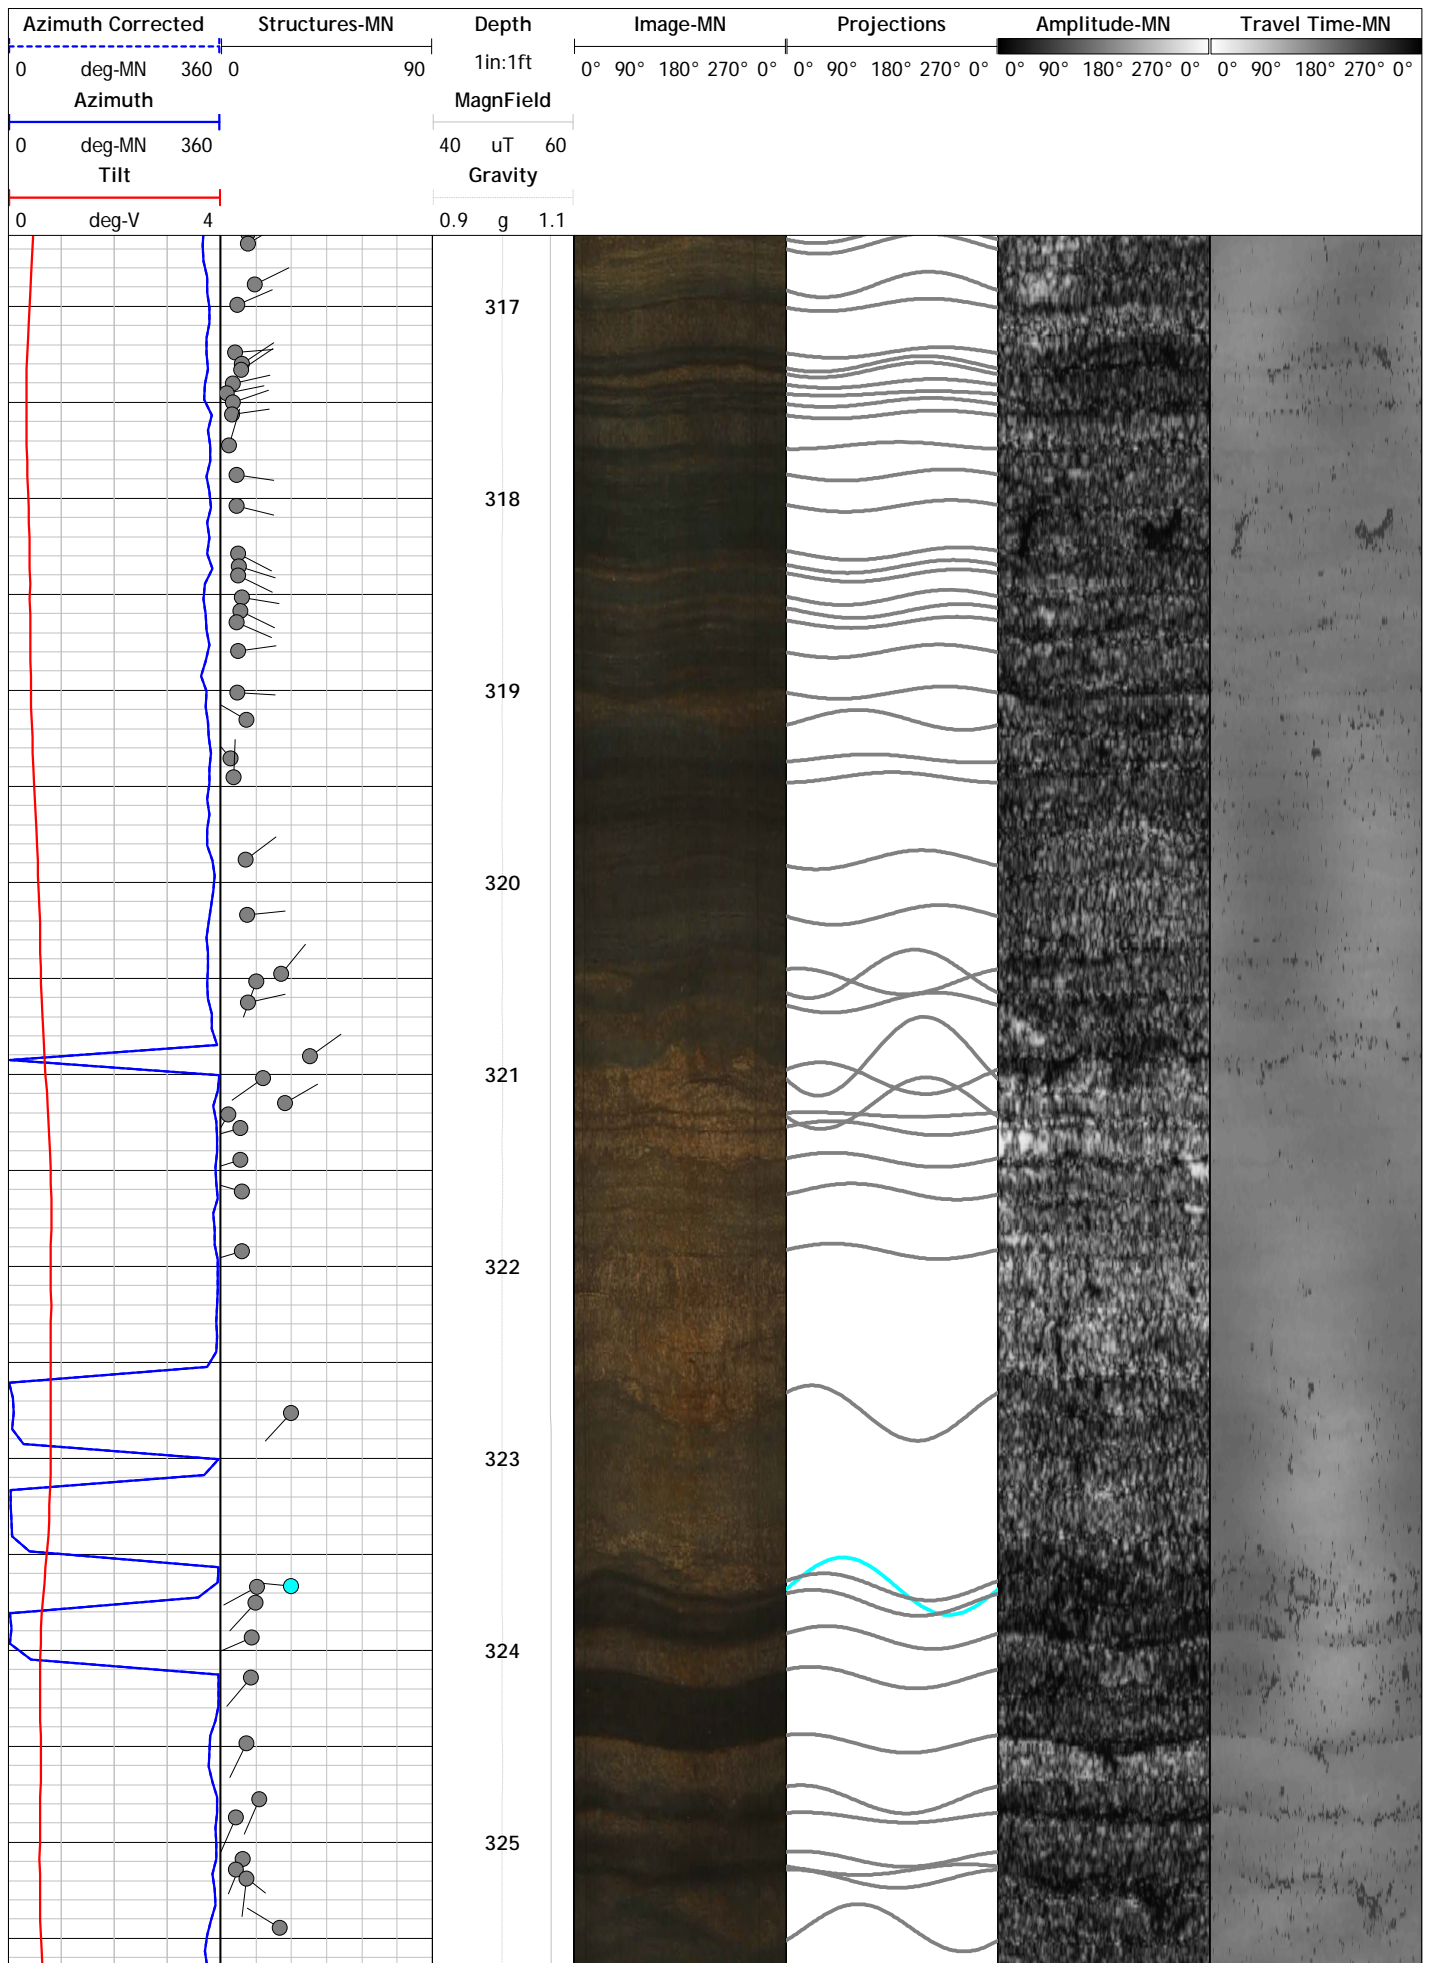 Azimuth Corrected Structures-MN Depth Image-MN Projections Amplitude-MN Travel Time-MN
0 deg-MN 360 0 90 1in:1ft 0° 90° 180° 270° 0° 0° 90° 180° 270° 0° 0° 90° 180° 270° 0° 0° 90° 180° 270° 0°
Azimuth MagnField
0 deg-MN 360 40 uT 60
Tilt Gravity
0 deg-V 4 0.9 g 1.1
317
318
319
320
321
322
323
324
325